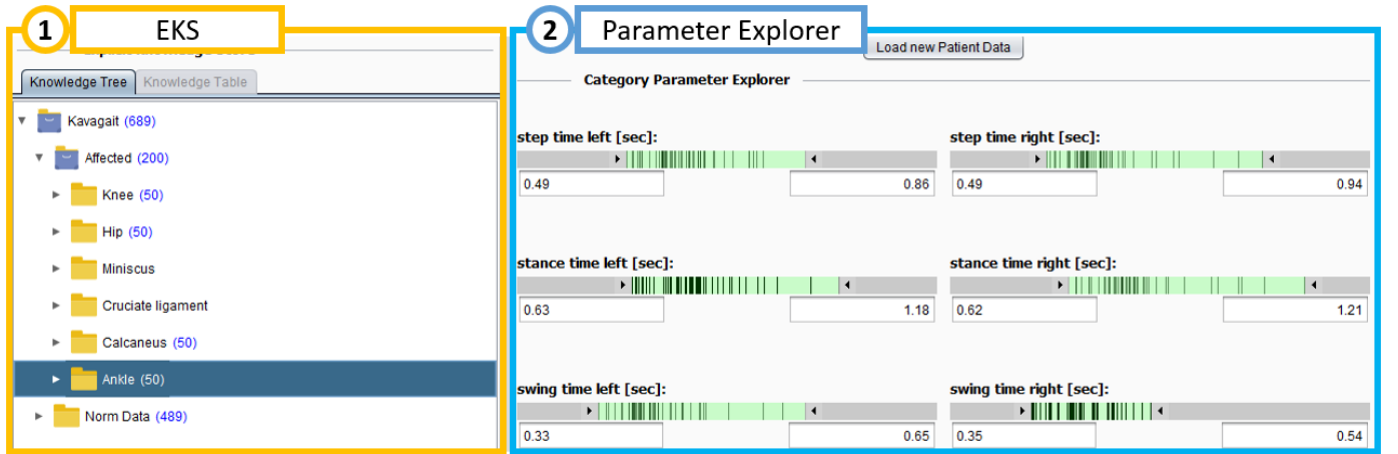 1 EKS
Knowledge Tree Knowledge Table
Kavagait (689)
Affected (200)
Knee (50)
Hip (50)
Miniscus
Cruciate ligament
Calcaneus (50)
Ankle (50)
Norm Data (489)
2 Parameter Explorer
Load new Patient Data
Category Parameter Explorer
step time left [sec]: step time right [sec]:
0.49 0.86 0.49 0.94
stance time left [sec]: stance time right [sec]:
0.63 1.18 0.62 1.21
swing time left [sec]: swing time right [sec]:
0.33 0.65 0.35 0.54